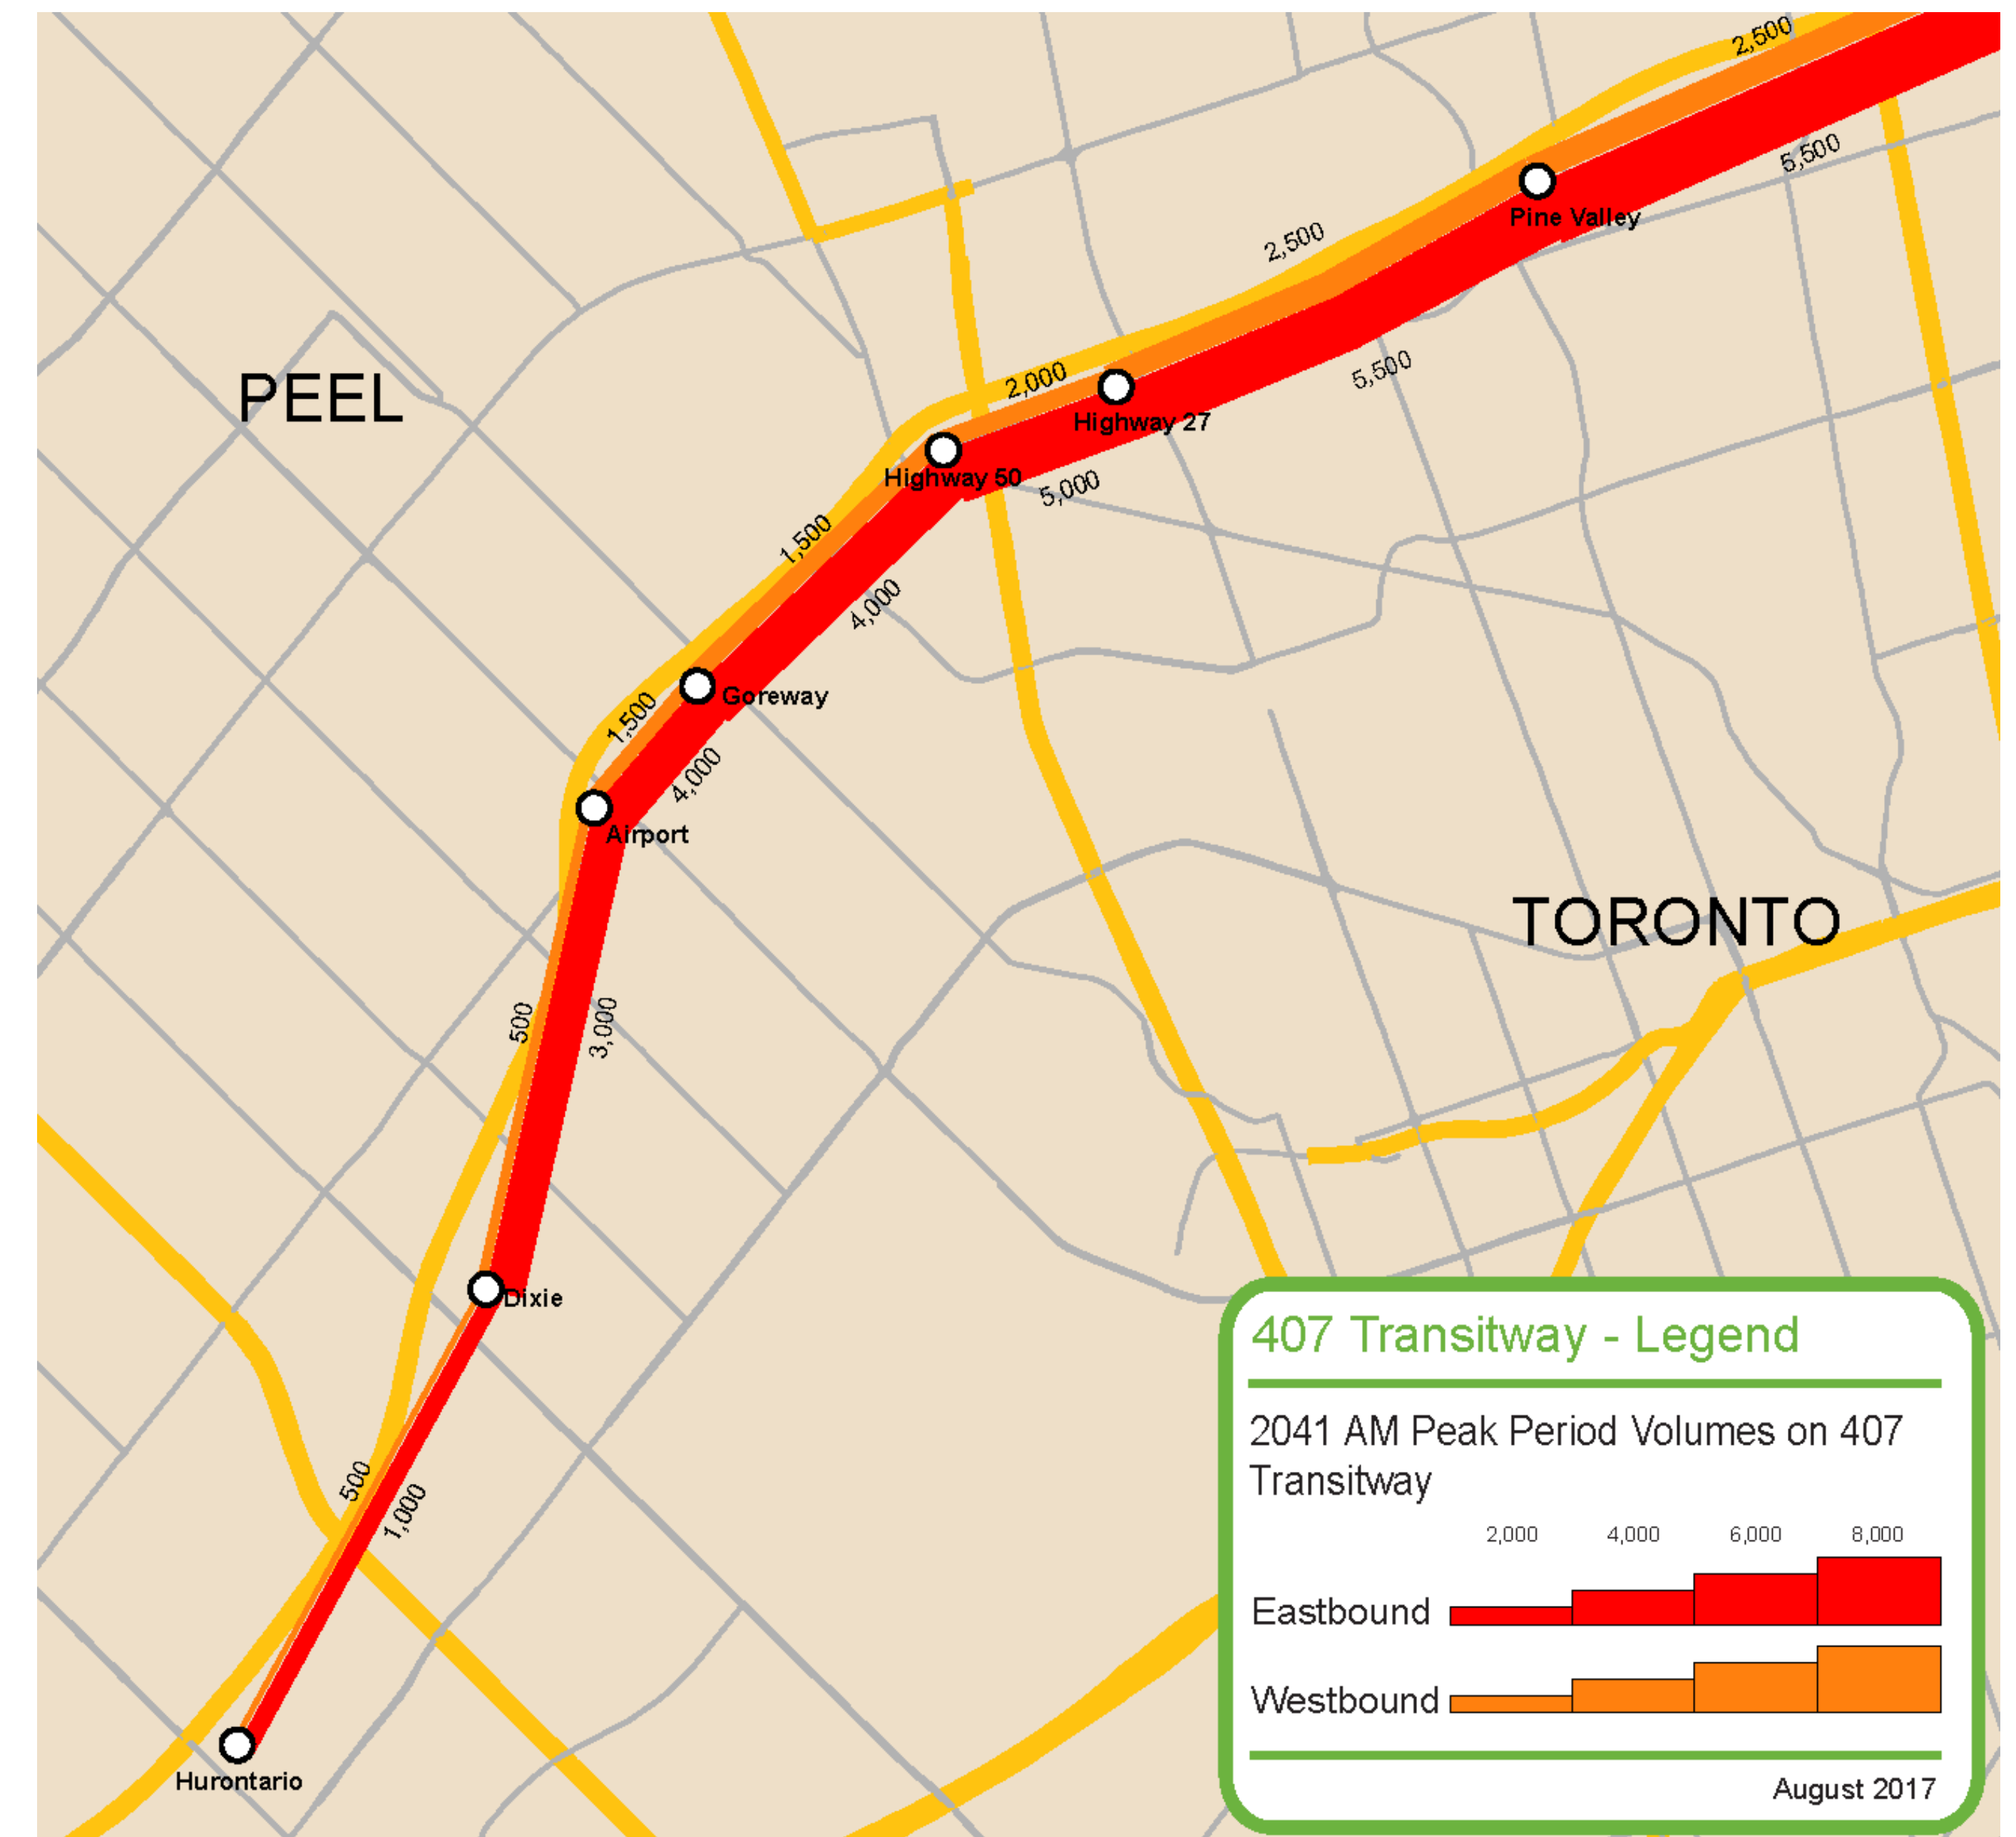 2,500
5,500
Pine Valley
2,500
5,500
2,000
Highway 27
PEEL
Highway 50
5,000
1,500
4,000
Goreway
1,500
4,000
Airport
TORONTO
500
3,000
Dixie
500
1,000
Hurontario
407 Transitway - Legend
2041 AM Peak Period Volumes on 407
Transitway
2,000 4,000 6,000 8,000
Eastbound
Westbound
August 2017